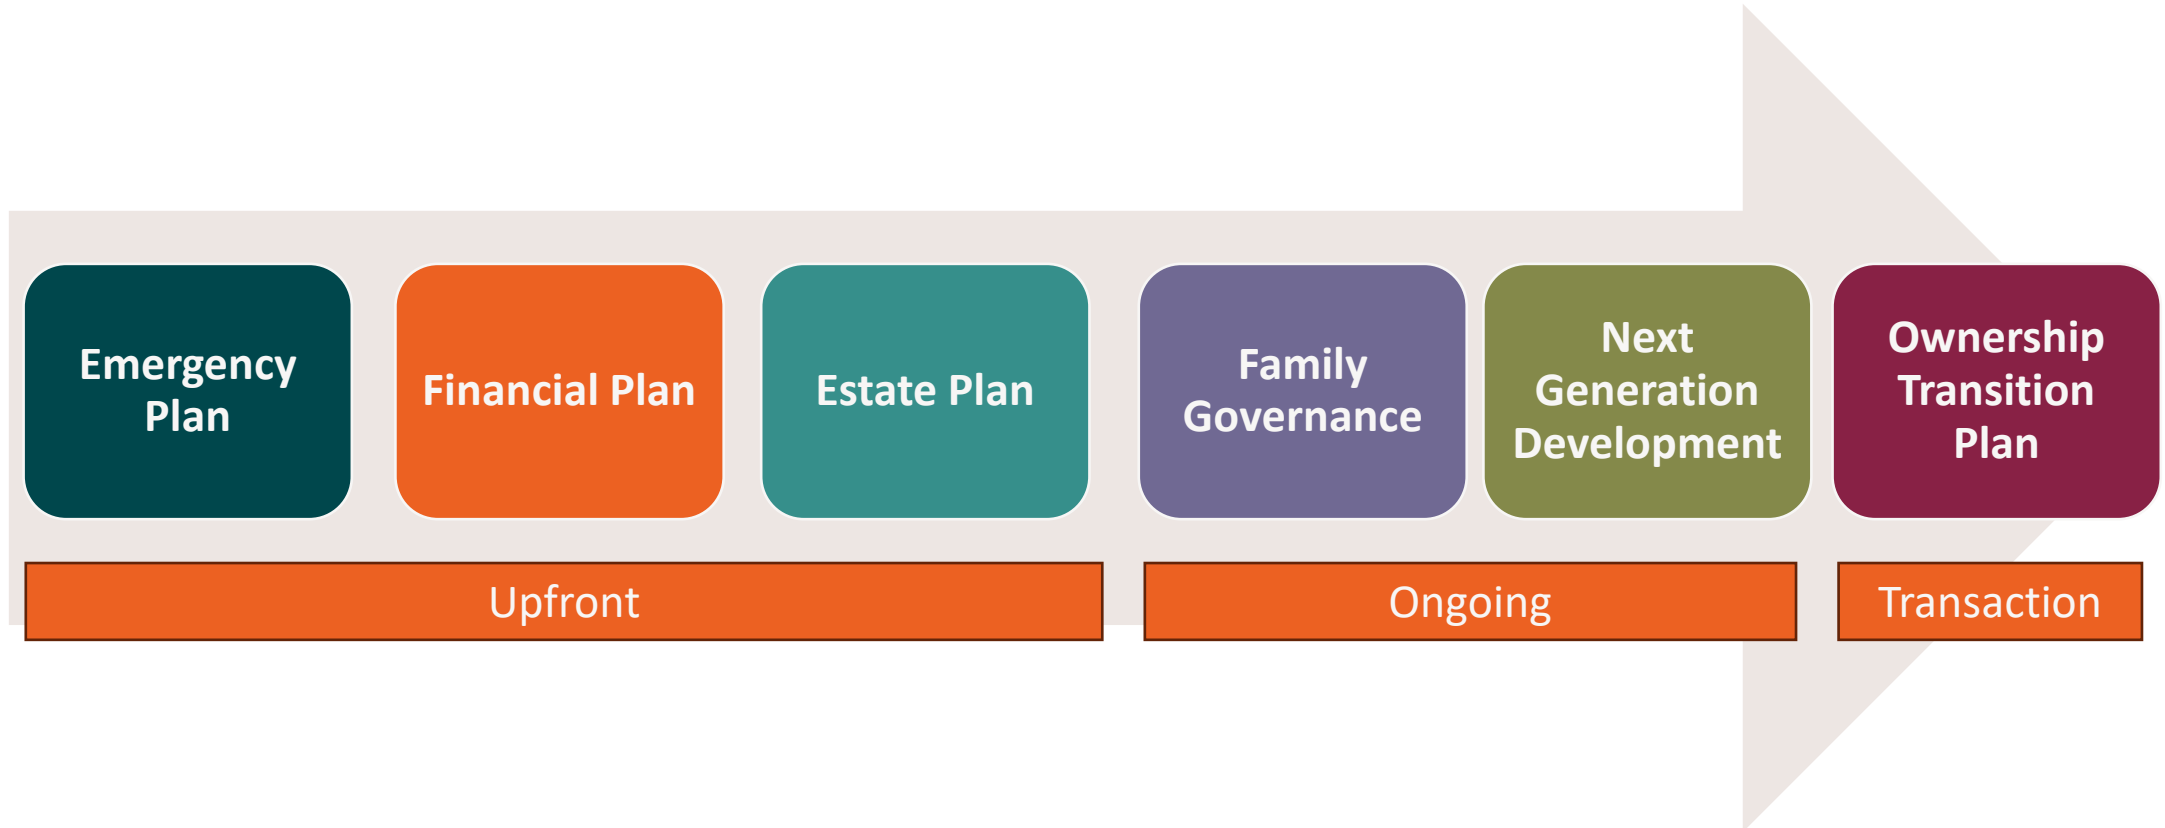 Emergency
Plan
Financial Plan
Estate Plan
Family
Governance
Next
Generation
Development
Ownership
Transition
Plan
Upfront
Ongoing
Transaction